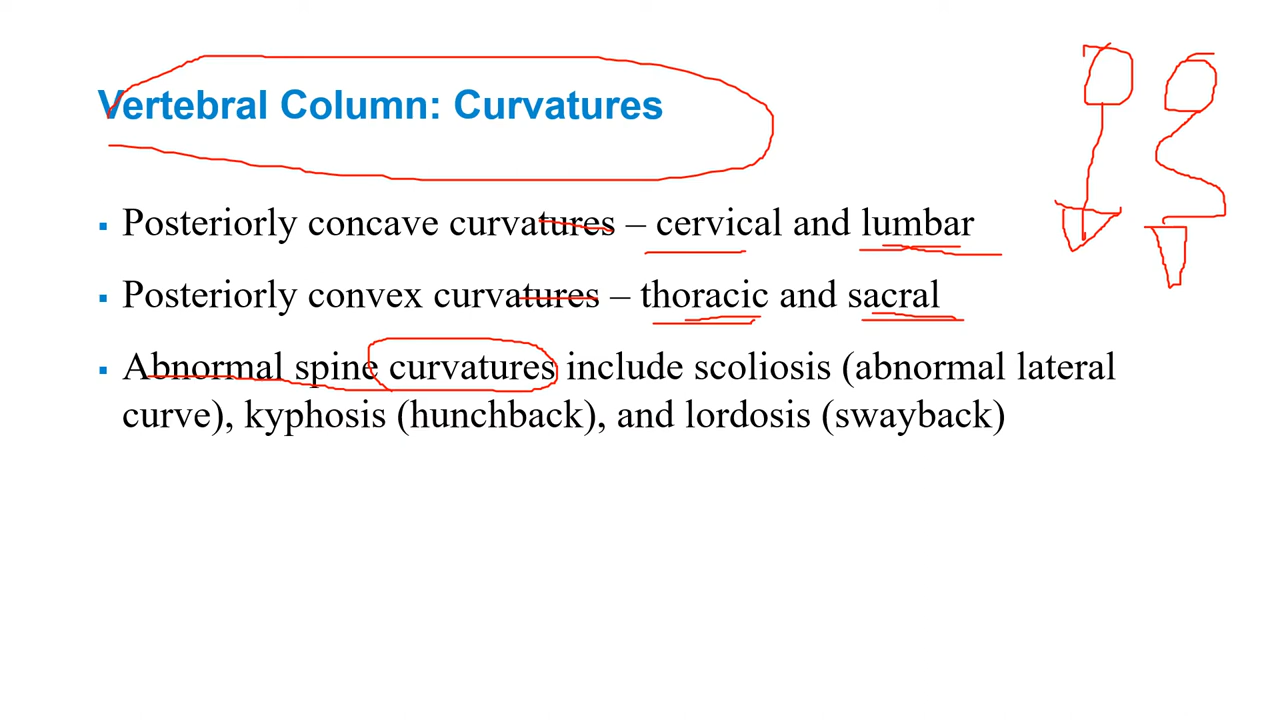 Vertebral Column: Curvatures
▪ Posteriorly concave curvatures – cervical and lumbar
▪ Posteriorly convex curvatures – thoracic and sacral
▪ Abnormal spine curvatures include scoliosis (abnormal lateral
curve), kyphosis (hunchback), and lordosis (swayback)